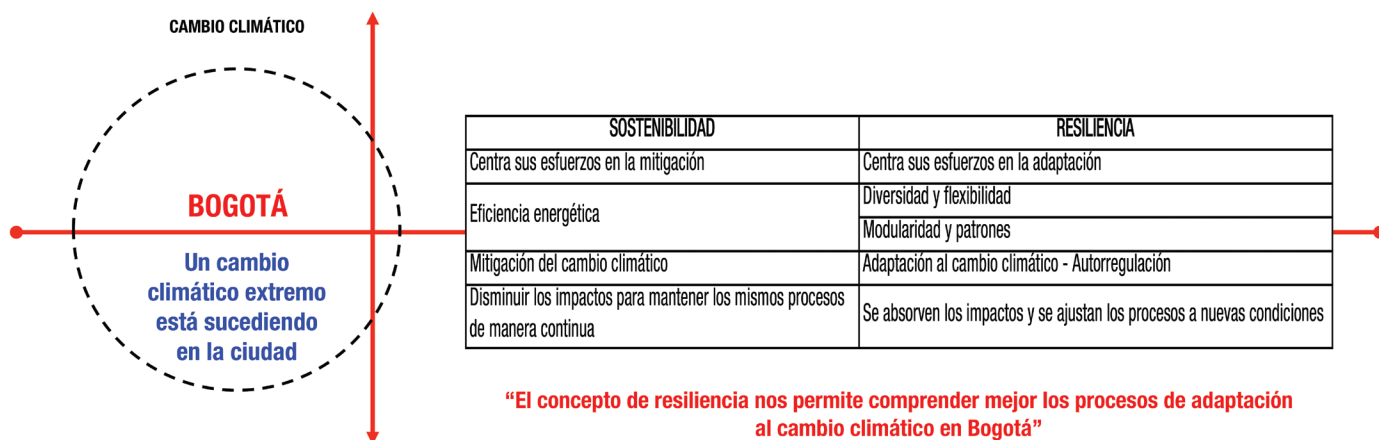 CAMBIO CLIMÁTICO
BOGOTÁ
Un cambio
climático extremo
está sucediendo
en la ciudad
SOSTENIBILIDAD
RESILIENCIA
Centra sus esfuerzos en la mitigación
Centra sus esfuerzos en la adaptación
Eficiencia energética
Diversidad y flexibilidad
Modularidad y patrones
Mitigación del cambio climático
Adaptación al cambio climático - Autorregulación
Disminuir los impactos para mantener los mismos procesos
de manera continua
Se absorven los impactos y se ajustan los procesos a nuevas condiciones
“El concepto de resiliencia nos permite comprender mejor los procesos de adaptación
al cambio climático en Bogotá”